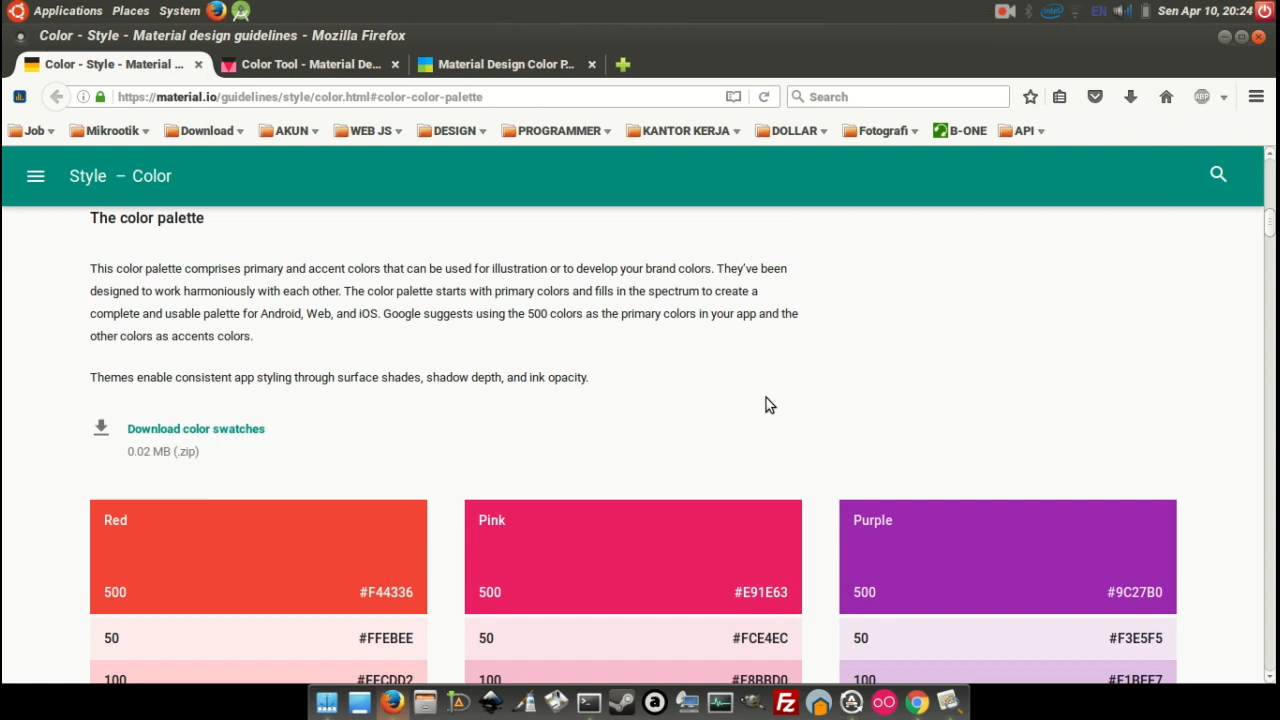 Applications Places System
EN Sen Apr 10, 20:24
Color - Style - Material design guidelines - Mozilla Firefox
Color - Style - Material ...
Color Tool - Material De...
Material Design Color P...
https://material.io/guidelines/style/color.html#color-color-palette
Search
ABP
Job Mikrootik Download AKUN WEB JS DESIGN PROGRAMMER KANTOR KERJA DOLLAR Fotografi B-ONE API
Style – Color
The color palette
This color palette comprises primary and accent colors that can be used for illustration or to develop your brand colors. They’ve been
designed to work harmoniously with each other. The color palette starts with primary colors and fills in the spectrum to create a
complete and usable palette for Android, Web, and iOS. Google suggests using the 500 colors as the primary colors in your app and the
other colors as accents colors.
Themes enable consistent app styling through surface shades, shadow depth, and ink opacity.
Download color swatches
0.02 MB (.zip)
Red
500 #F44336
50 #FFEBEE
100 #FFCDD2
Pink
500 #E91E63
50 #FCE4EC
100 #F8BBD0
Purple
500 #9C27B0
50 #F3E5F5
100 #E1BEE7